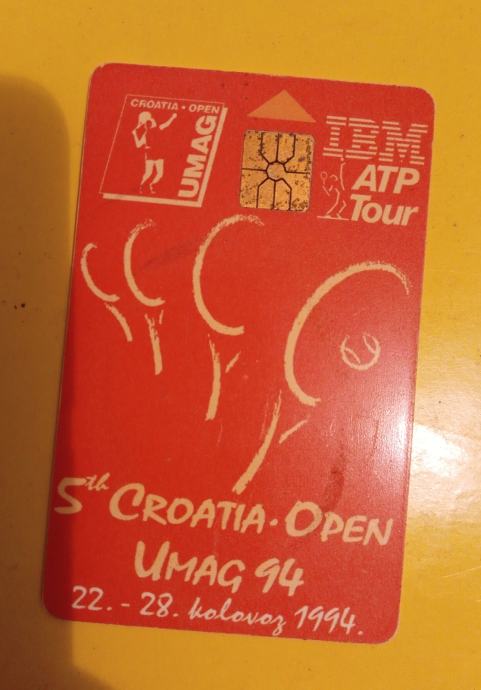 CROATIA • OPEN
UMAG
IBM
ATP
Tour
5th CROATIA • OPEN
UMAG 94
22. - 28. kolovoz 1994.